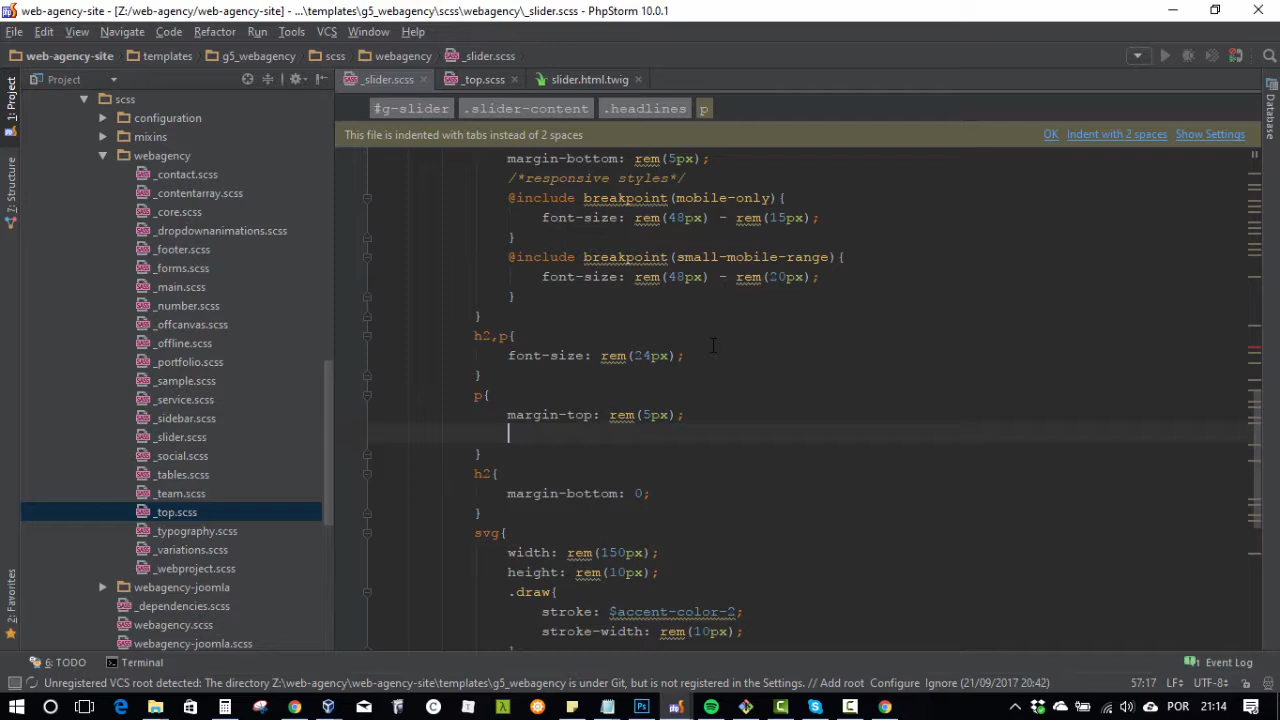 web-agency-site - [Z:/web-agency/web-agency-site] - ...\templates\g5_webagency\scss\webagency\_slider.scss - PhpStorm 10.0.1
File Edit View Navigate Code Refactor Run Tools VCS Window Help
web-agency-site templates g5_webagency scss webagency _slider.scss
Project _slider.scss _top.scss slider.html.twig
1: Project
Z: Structure
2: Favorites
Database
scss
configuration
mixins
webagency
_contact.scss
_contentarray.scss
_core.scss
_dropdownanimations.scss
_footer.scss
_forms.scss
_main.scss
_number.scss
_offcanvas.scss
_offline.scss
_portfolio.scss
_sample.scss
_service.scss
_sidebar.scss
_slider.scss
_social.scss
_tables.scss
_team.scss
_top.scss
_typography.scss
_variations.scss
_webproject.scss
webagency-joomla
_dependencies.scss
webagency.scss
webagency-joomla.scss
#g-slider .slider-content .headlines p
This file is indented with tabs instead of 2 spaces OK Indent with 2 spaces Show Settings
margin-bottom: rem(5px);
/*responsive styles*/
@include breakpoint(mobile-only){
font-size: rem(48px) - rem(15px);
}
@include breakpoint(small-mobile-range){
font-size: rem(48px) - rem(20px);
}
}
h2,p{
font-size: rem(24px);
}
p{
margin-top: rem(5px);
}
h2{
margin-bottom: 0;
}
svg{
width: rem(150px);
height: rem(10px);
.draw{
stroke: $accent-color-2;
stroke-width: rem(10px);
6: TODO Terminal 1 Event Log
Unregistered VCS root detected: The directory Z:\web-agency\web-agency-site\templates\g5_webagency is under Git, but is not registered in the Settings. // Add root Configure Ignore (21/09/2017 20:42) 57:17 LF÷ UTF-8÷
POR 21:14